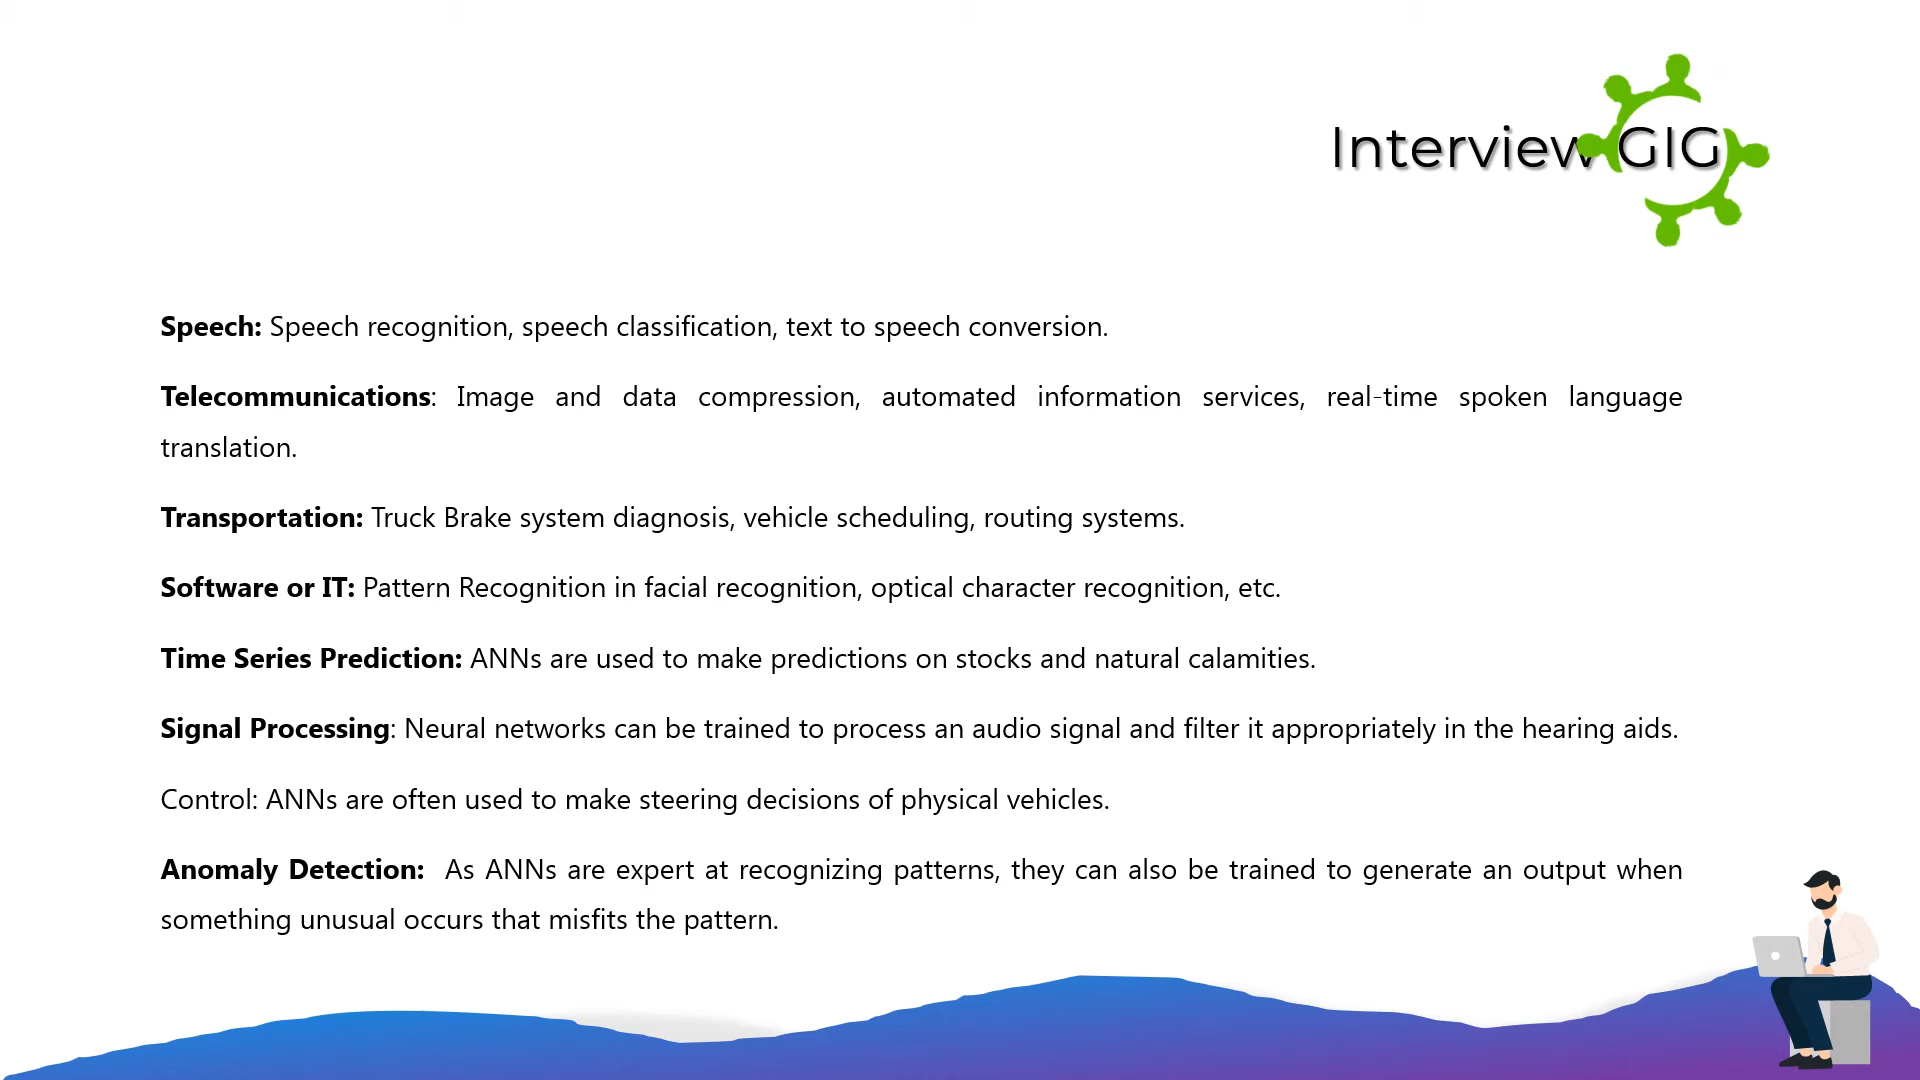 Interview GIG
Speech: Speech recognition, speech classification, text to speech conversion.
Telecommunications: Image and data compression, automated information services, real-time spoken language
translation.
Transportation: Truck Brake system diagnosis, vehicle scheduling, routing systems.
Software or IT: Pattern Recognition in facial recognition, optical character recognition, etc.
Time Series Prediction: ANNs are used to make predictions on stocks and natural calamities.
Signal Processing: Neural networks can be trained to process an audio signal and filter it appropriately in the hearing aids.
Control: ANNs are often used to make steering decisions of physical vehicles.
Anomaly Detection: As ANNs are expert at recognizing patterns, they can also be trained to generate an output when
something unusual occurs that misfits the pattern.